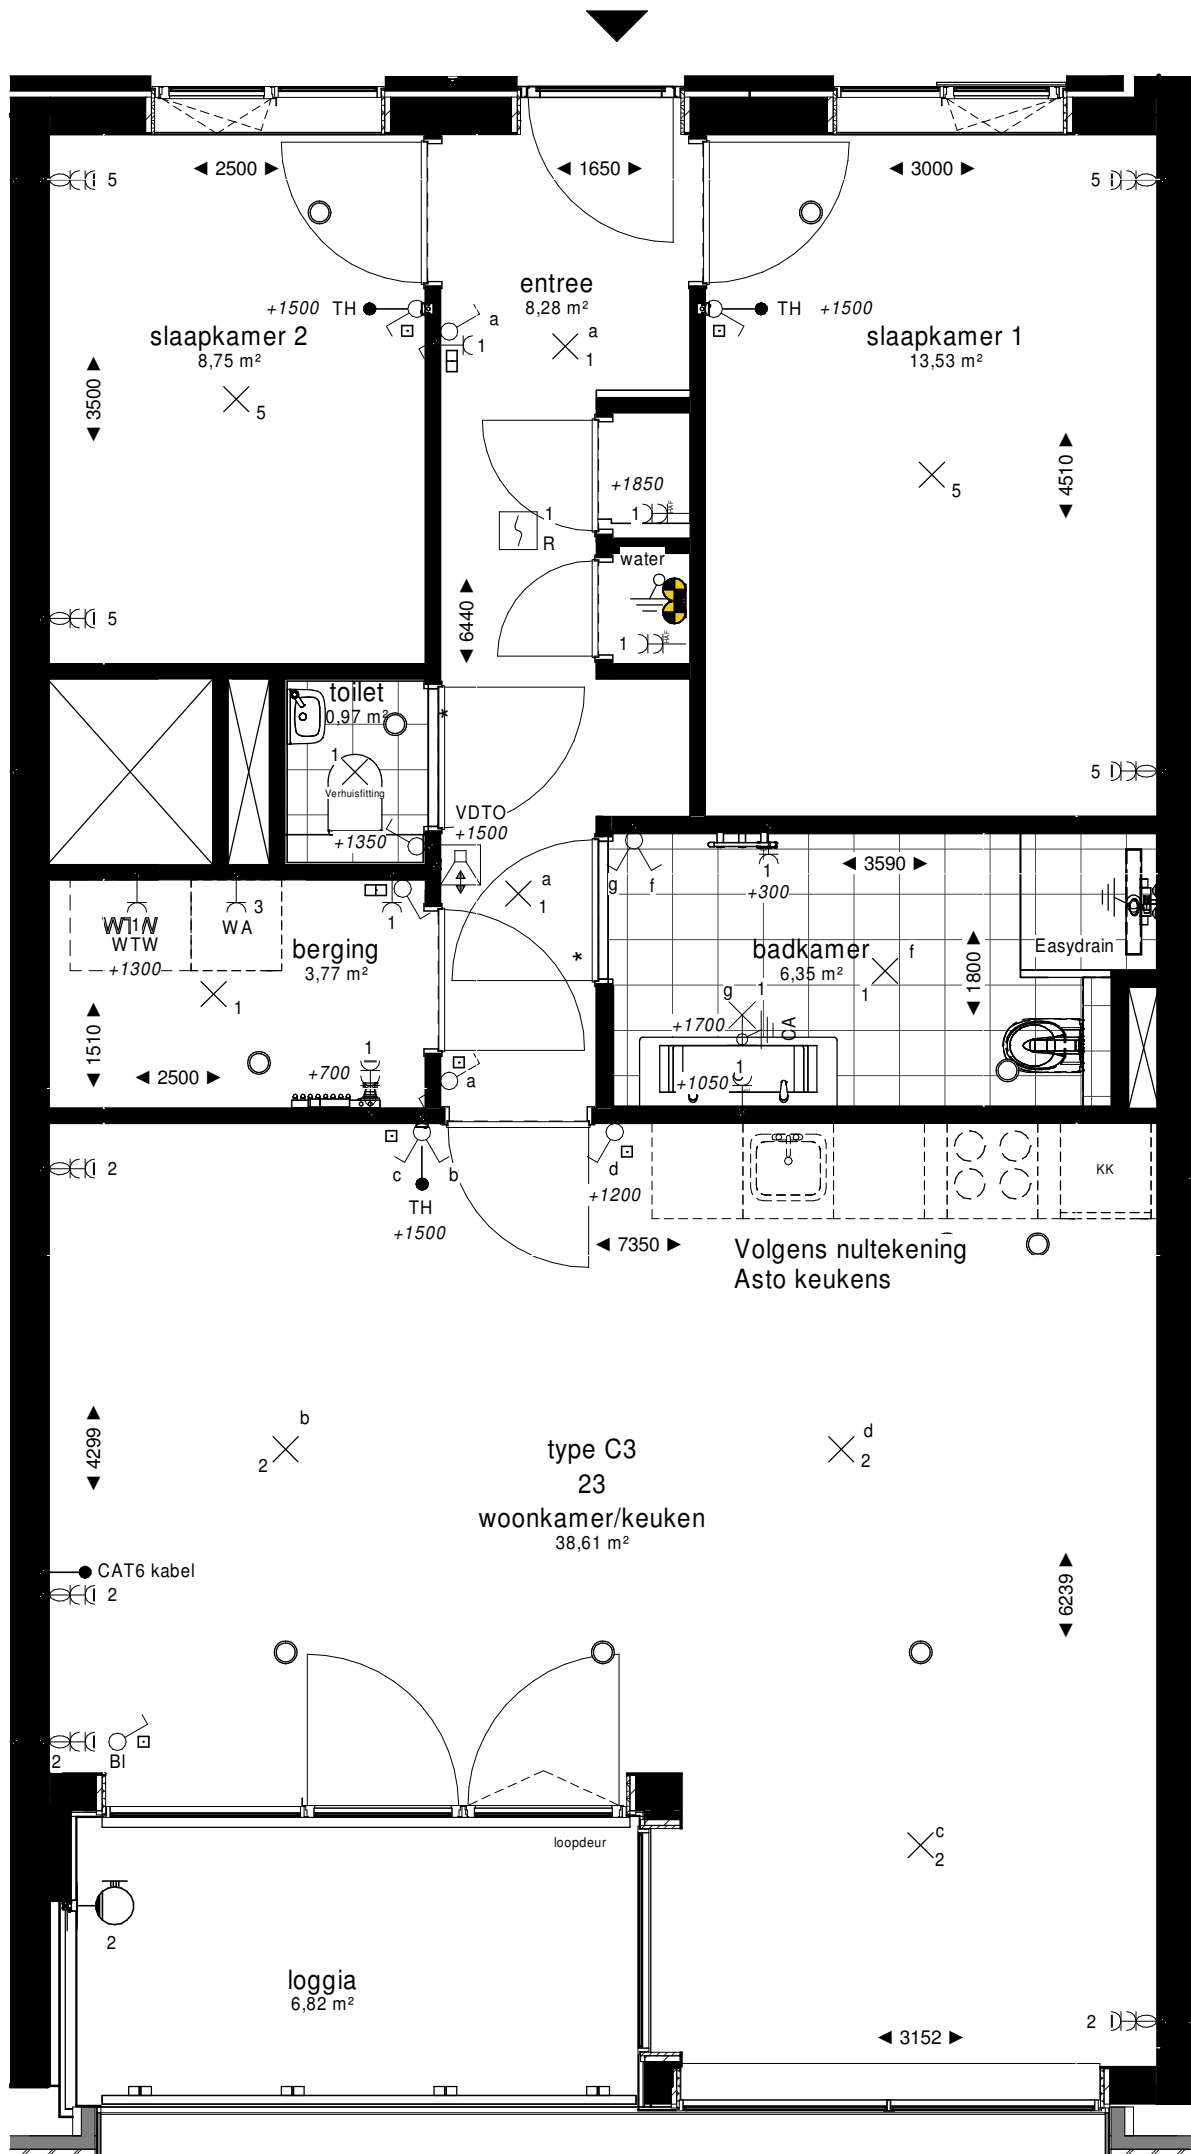 2500
1650
3000
5
5
entree
8,28 m²
+1500 TH
a
TH +1500
slaapkamer 2
8,75 m²
1
a
1
slaapkamer 1
13,53 m²
3500
5
4510
+1850
5
1
1
R
water
5
6440
1
toilet
0,97 m²
1
Verhuisfitting
5
VDTO
+1500
+1350
g f
1
+300
3590
a
1
3
1
WTW
WA
+1300
berging
3,77 m²
*
*
badkamer
6,35 m²
f
1
1800
Easydrain
1
g 1
+1700
CA
1510
2500
1
+700
a
1
+1050
2
c b
TH
+1500
d
+1200
KK
7350
Volgens nultekening
Asto keukens
b
2
4299
d
2
type C3
23
woonkamer/keuken
38,61 m²
CAT6 kabel
2
6239
2
BI
loopdeur
c
2
2
loggia
6,82 m²
2
3152